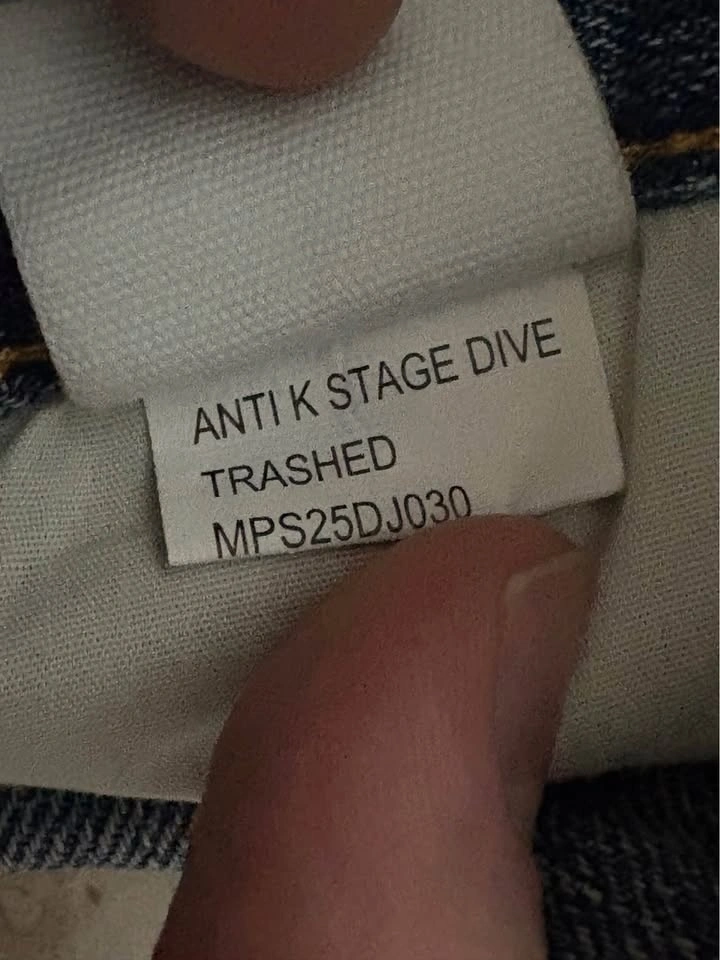 ANTI K STAGE DIVE
TRASHED
MPS25DJ030